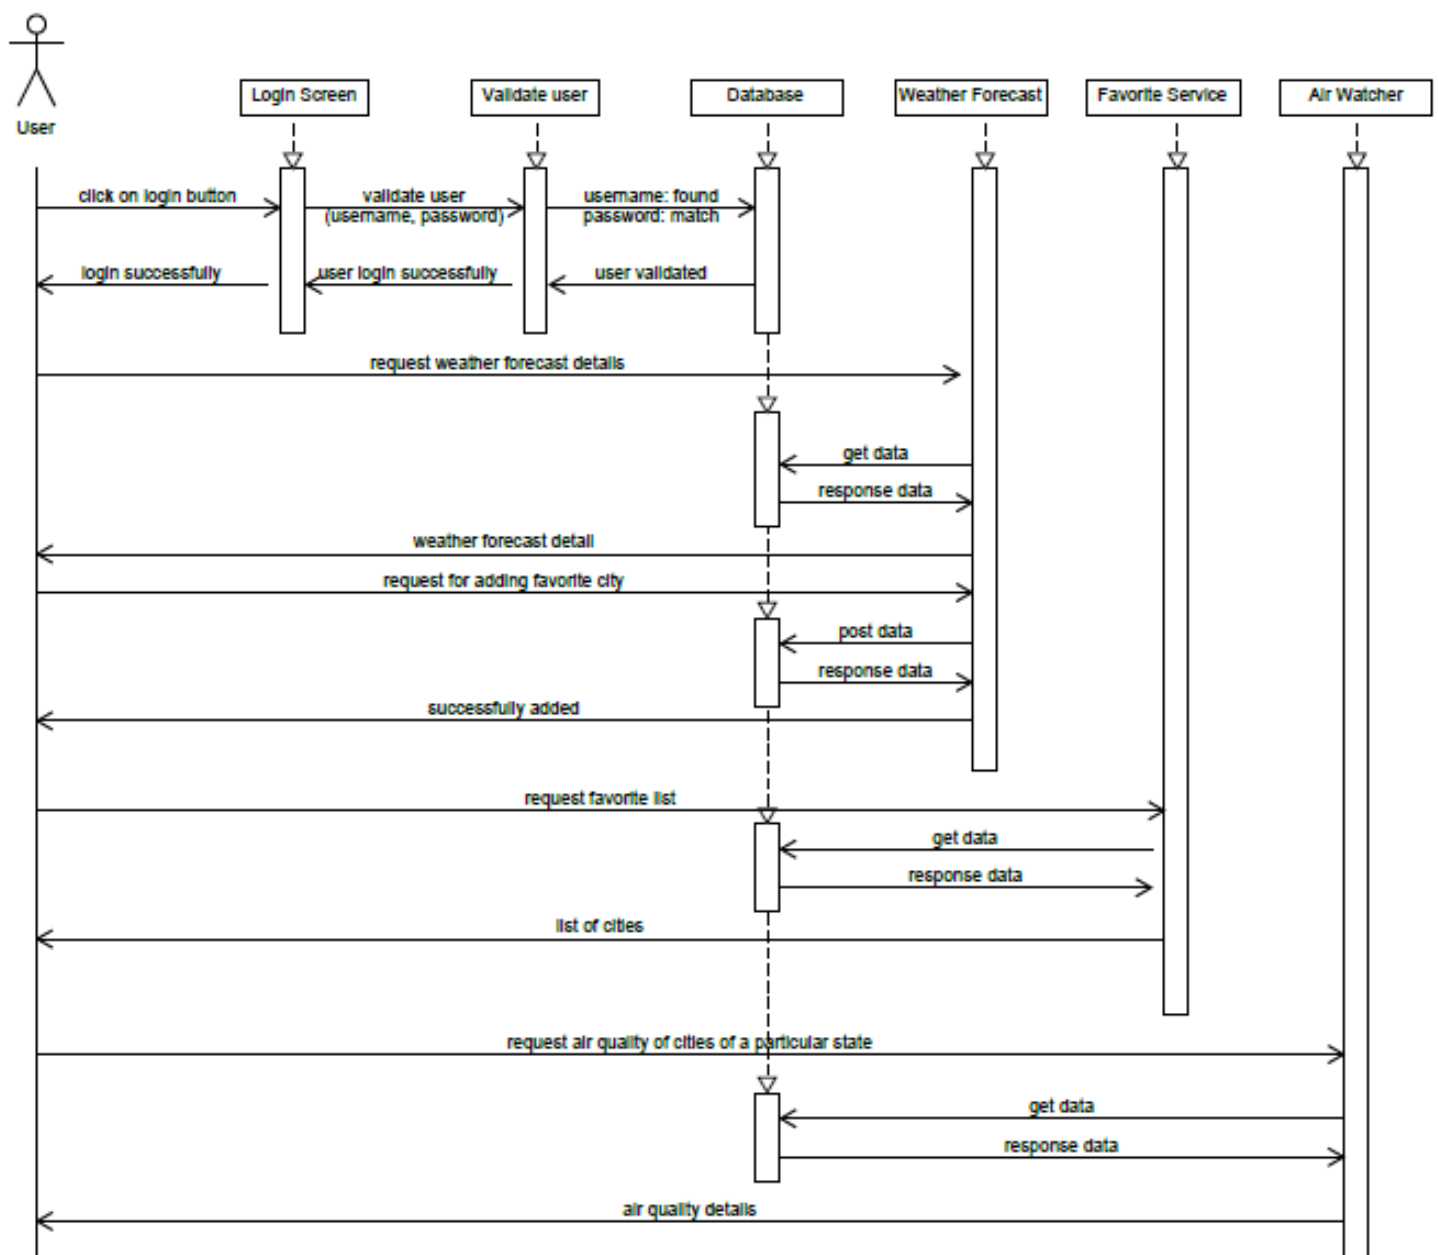 User
Login Screen
Validate user
Database
Weather Forecast
Favorite Service
Air Watcher
click on login button
validate user
(username, password)
username: found
password: match
login successfully
user login successfully
user validated
request weather forecast details
get data
response data
weather forecast detail
request for adding favorite city
post data
response data
successfully added
request favorite list
get data
response data
list of cities
request air quality of cities of a particular state
get data
response data
air quality details